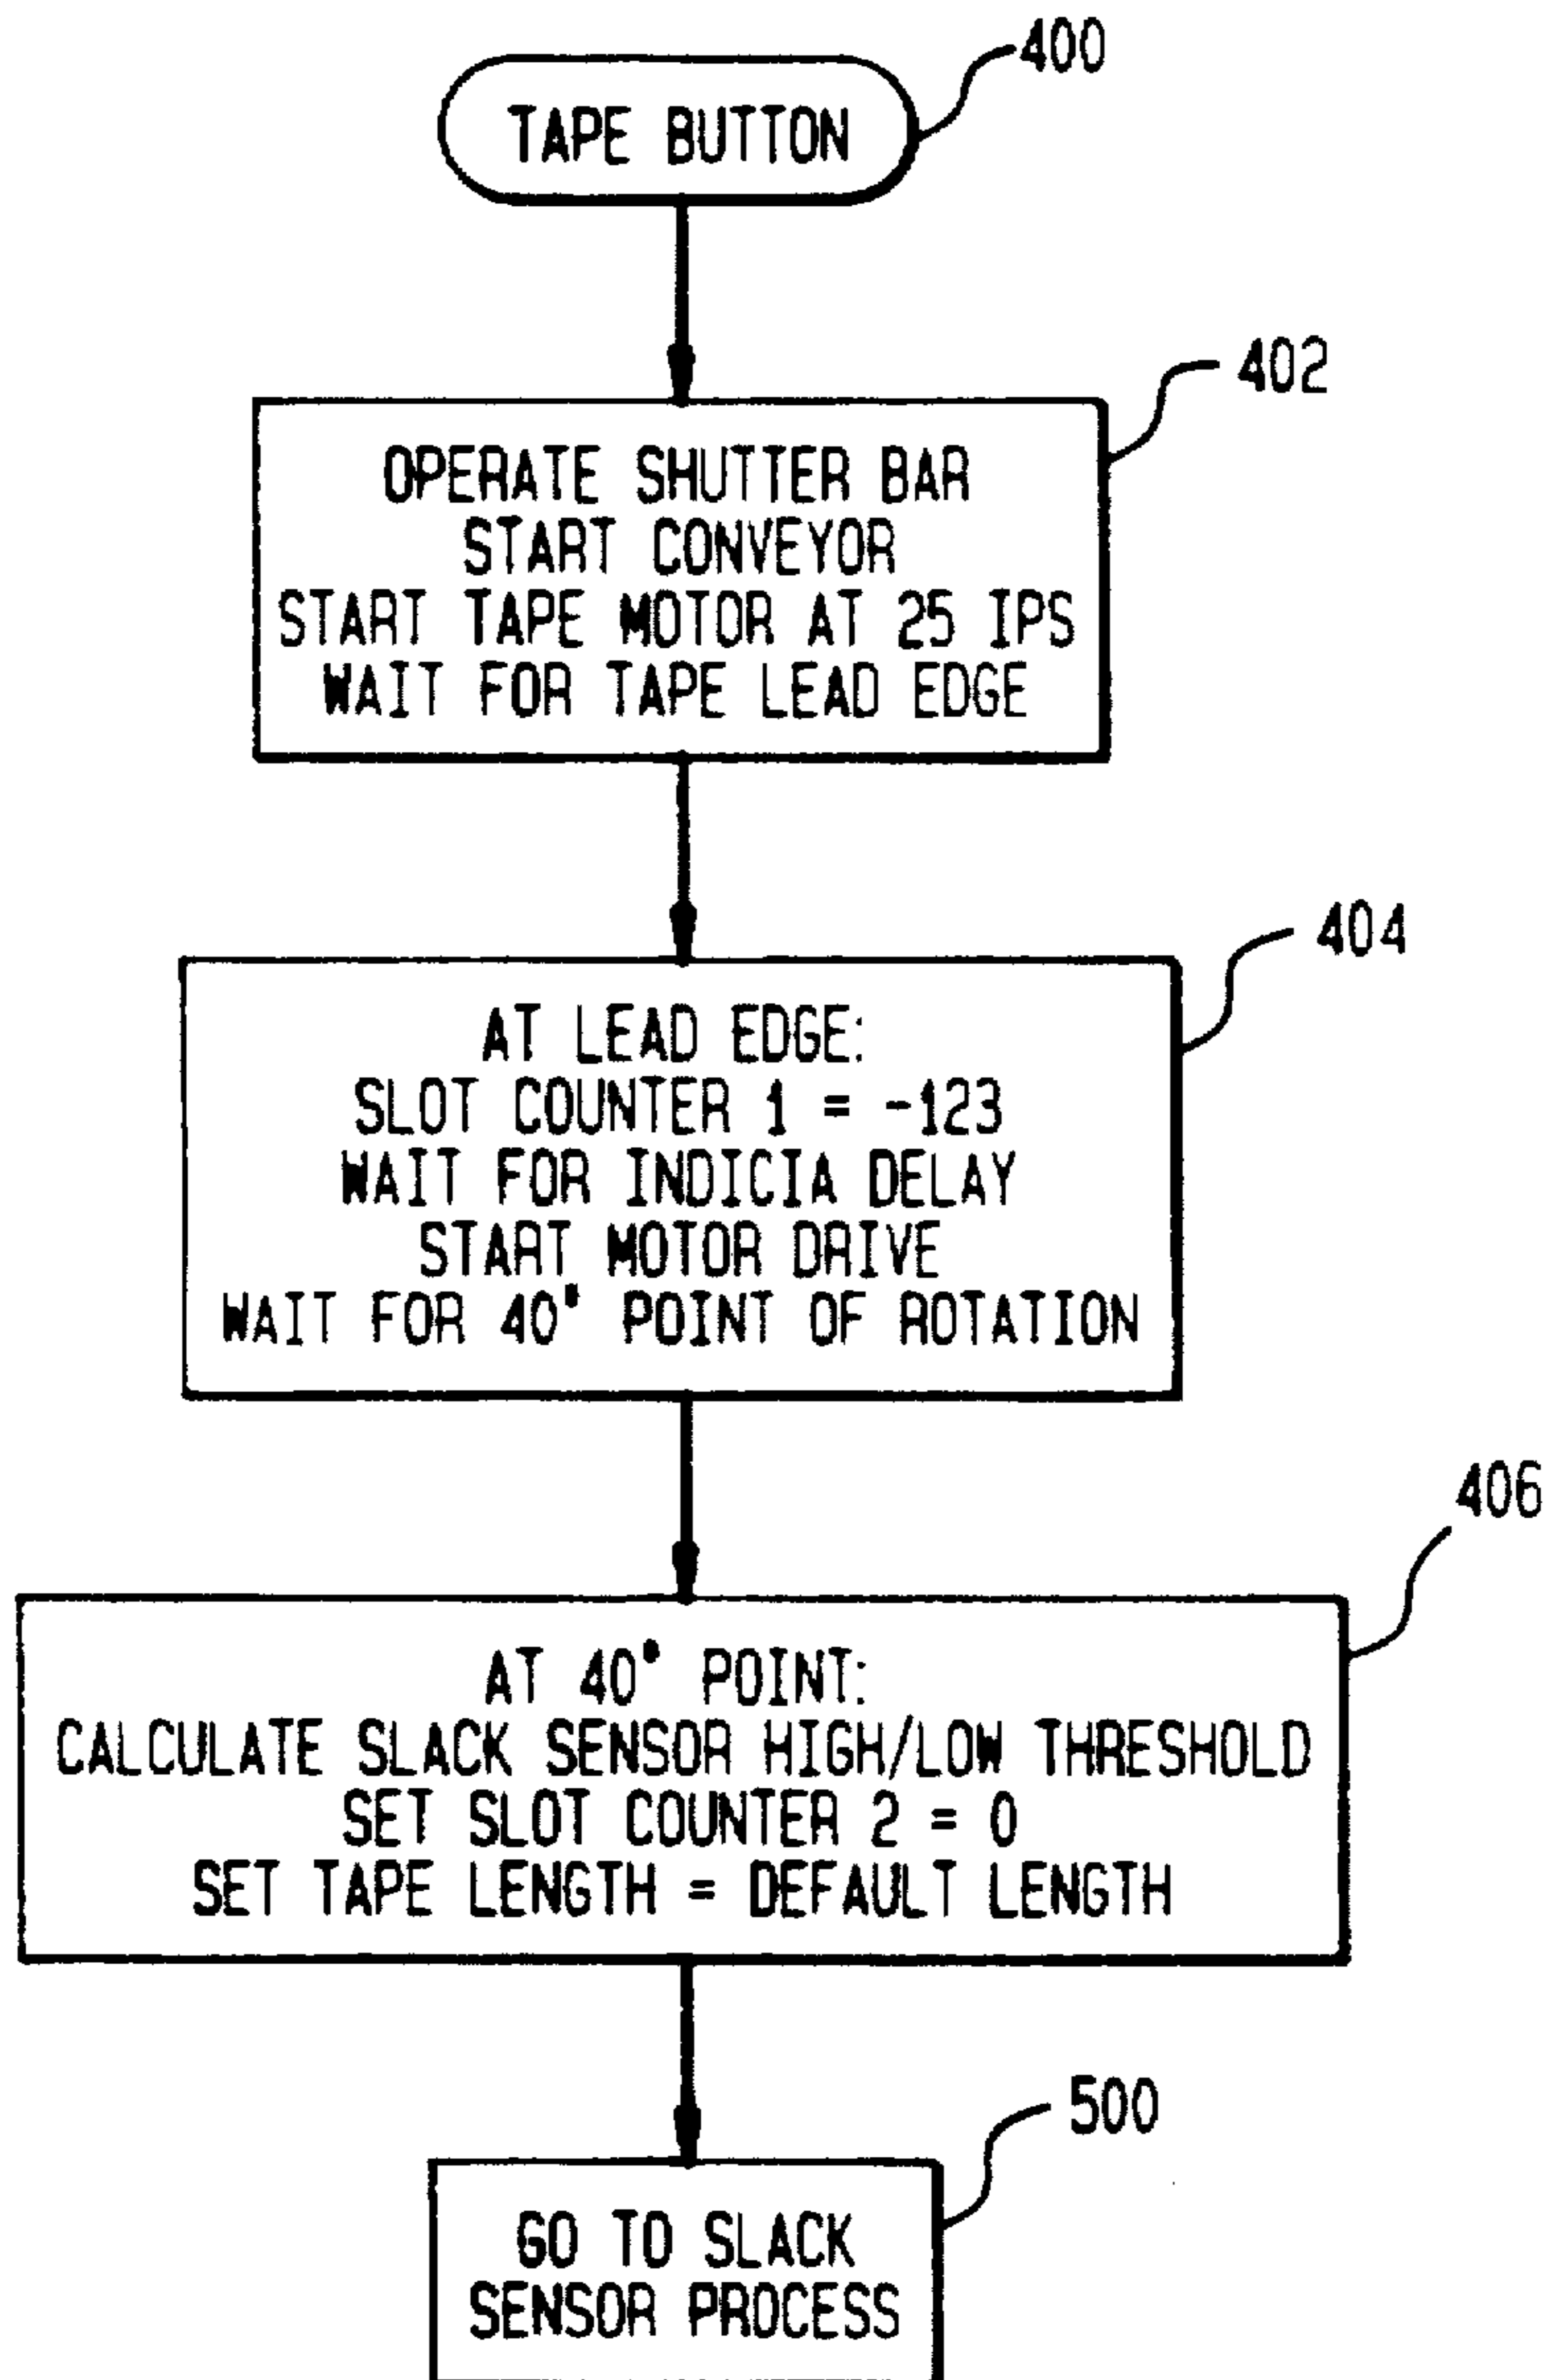 400
TAPE BUTTON
402
OPERATE SHUTTER BAR
START CONVEYOR
START TAPE MOTOR AT 25 IPS
WAIT FOR TAPE LEAD EDGE
404
AT LEAD EDGE:
SLOT COUNTER 1 = -123
WAIT FOR INDICIA DELAY
START MOTOR DRIVE
WAIT FOR 40° POINT OF ROTATION
406
AT 40° POINT:
CALCULATE SLACK SENSOR HIGH/LOW THRESHOLD
SET SLOT COUNTER 2 = 0
SET TAPE LENGTH = DEFAULT LENGTH
500
GO TO SLACK
SENSOR PROCESS